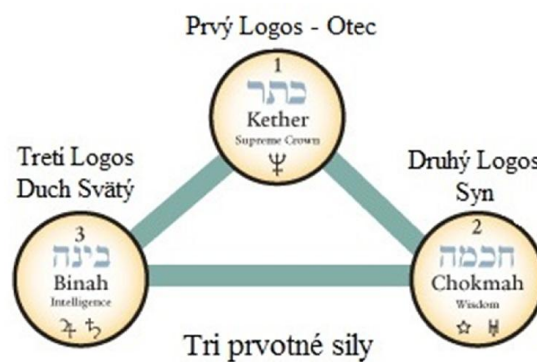 Prvý Logos - Otec
1
כתר
Kether
Supreme Crown
♆
Tretí Logos
Duch Svätý
Druhý Logos
Syn
3
בינה
Binah
Intelligence
♃ ♄
2
חכמה
Chokmah
Wisdom
☆ ♅
Tri prvotné sily